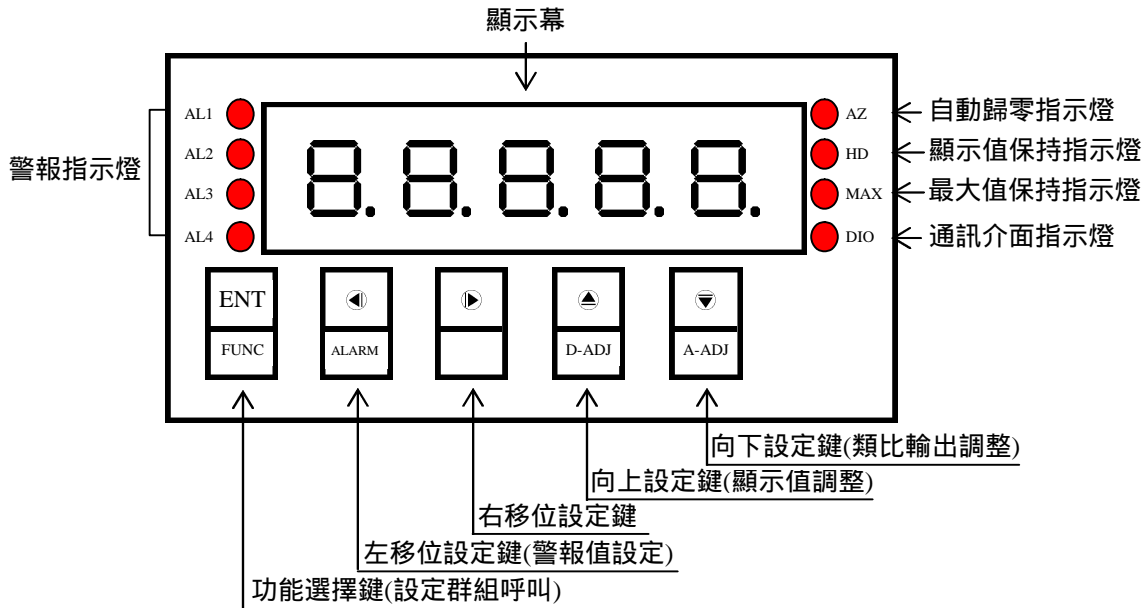 顯示幕
AL1
AL2
AL3
AL4
警報指示燈
8.8.8.8.8.
AZ
自動歸零指示燈
HD
顯示值保持指示燈
MAX
最大值保持指示燈
DIO
通訊介面指示燈
ENT
FUNC
ALARM
D-ADJ
A-ADJ
向下設定鍵(類比輸出調整)
向上設定鍵(顯示值調整)
右移位設定鍵
左移位設定鍵(警報值設定)
功能選擇鍵(設定群組呼叫)